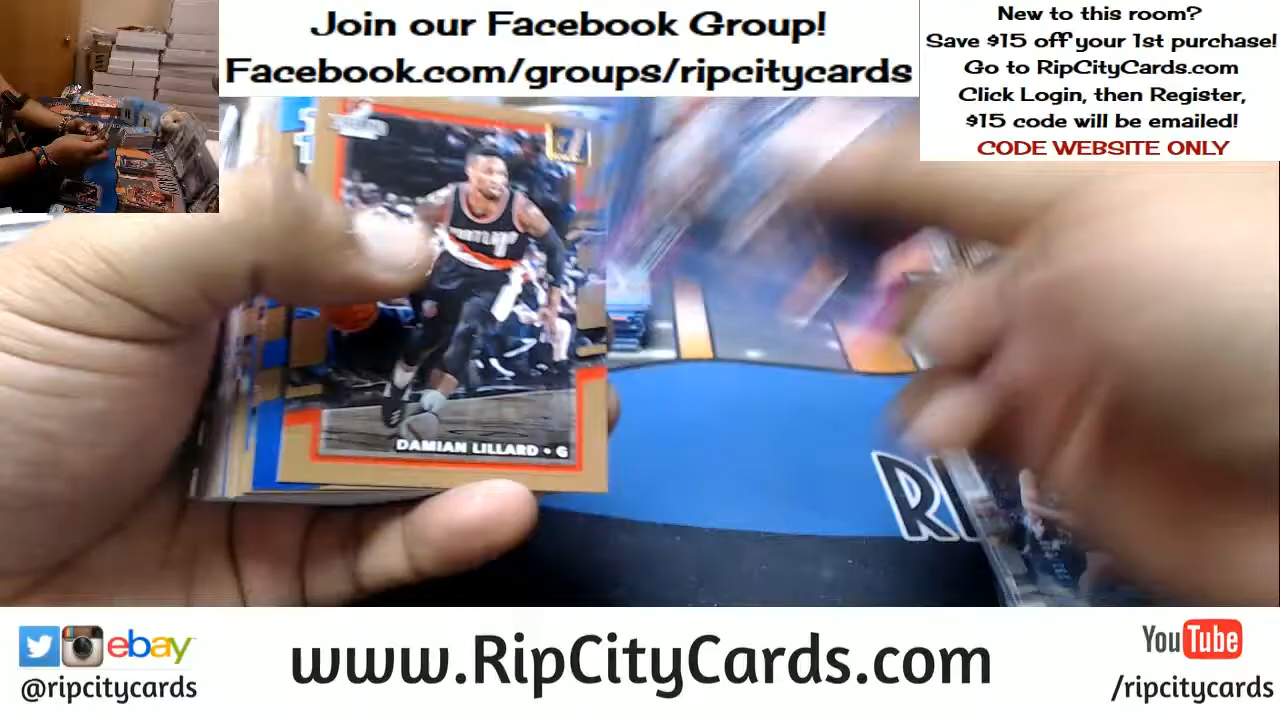 Join our Facebook Group!
Facebook.com/groups/ripcitycards
New to this room?
Save $15 off your 1st purchase!
Go to RipCityCards.com
Click Login, then Register,
$15 code will be emailed!
CODE WEBSITE ONLY
PORTLAND
DAMIAN LILLARD • G
RI
ebay
@ripcitycards
www.RipCityCards.com
YouTube
/ripcitycards